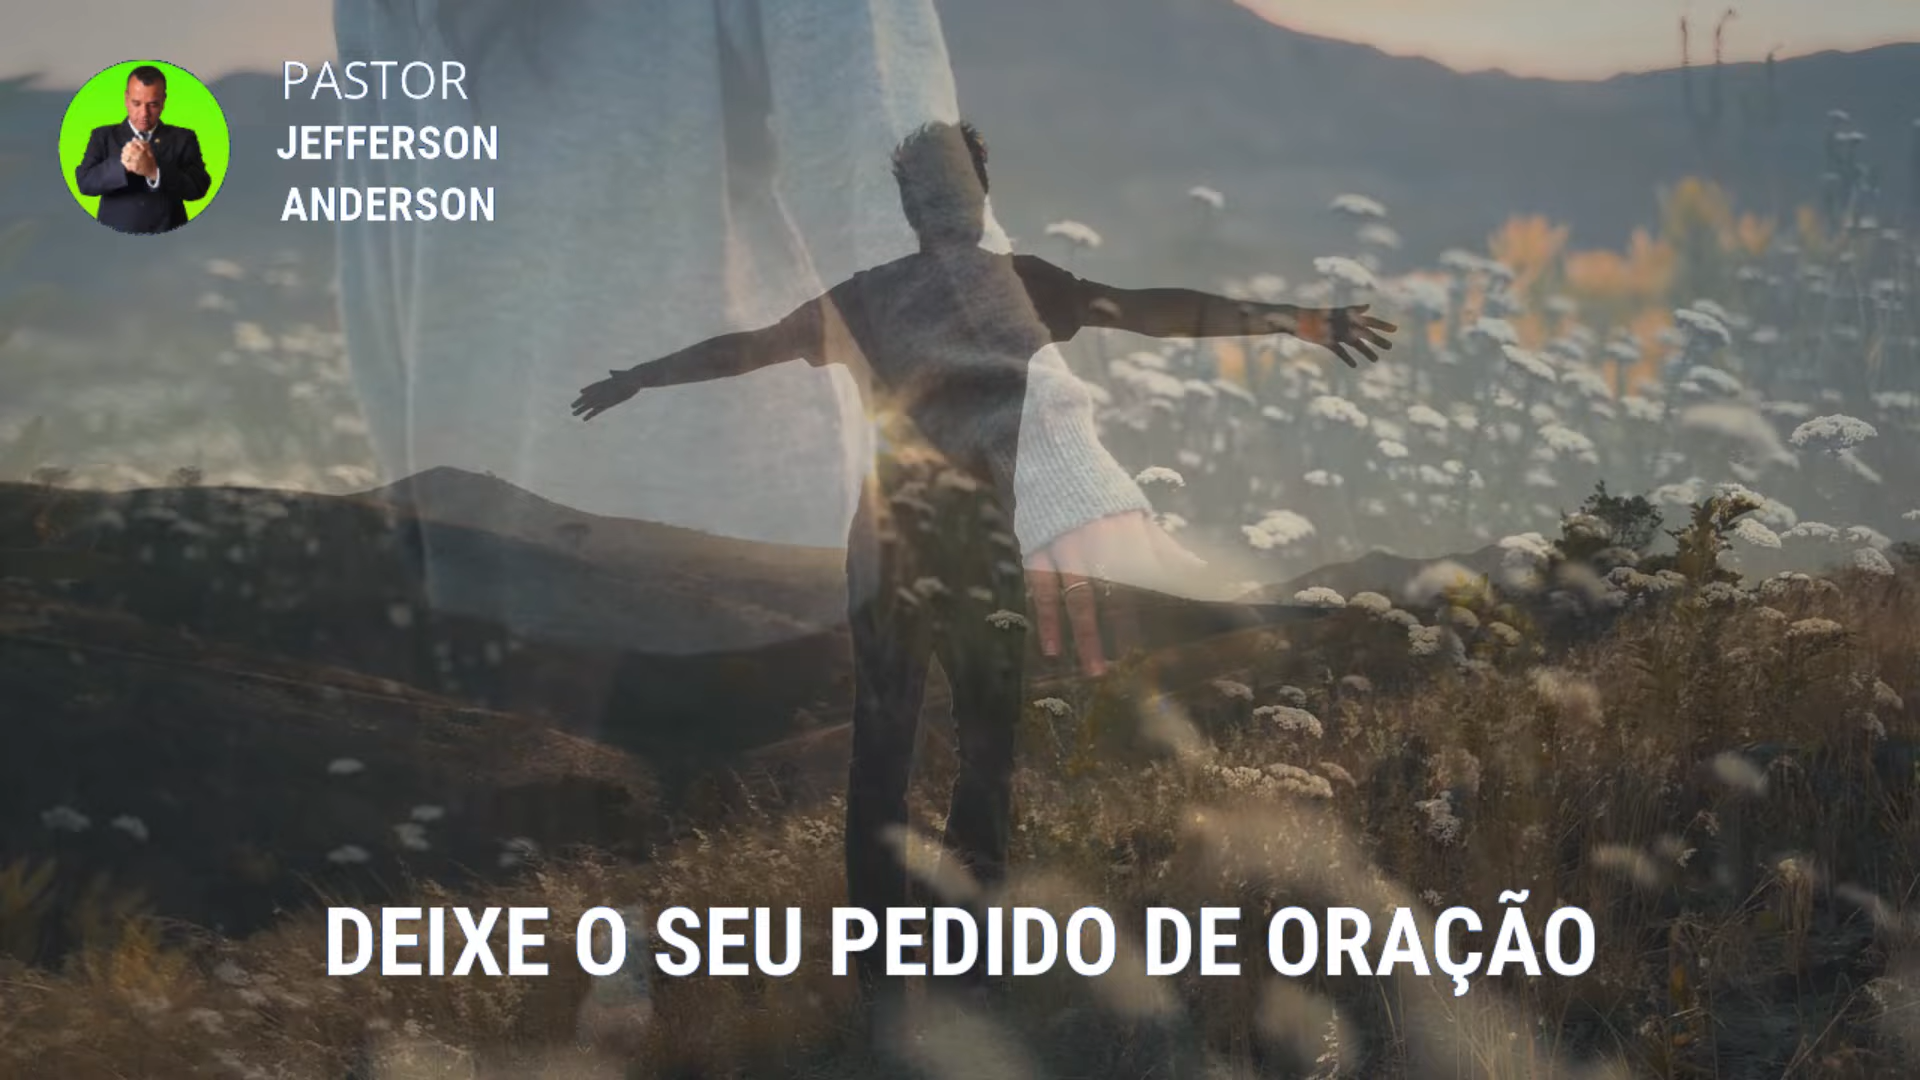 PASTOR
JEFFERSON
ANDERSON
DEIXE O SEU PEDIDO DE ORAÇÃO